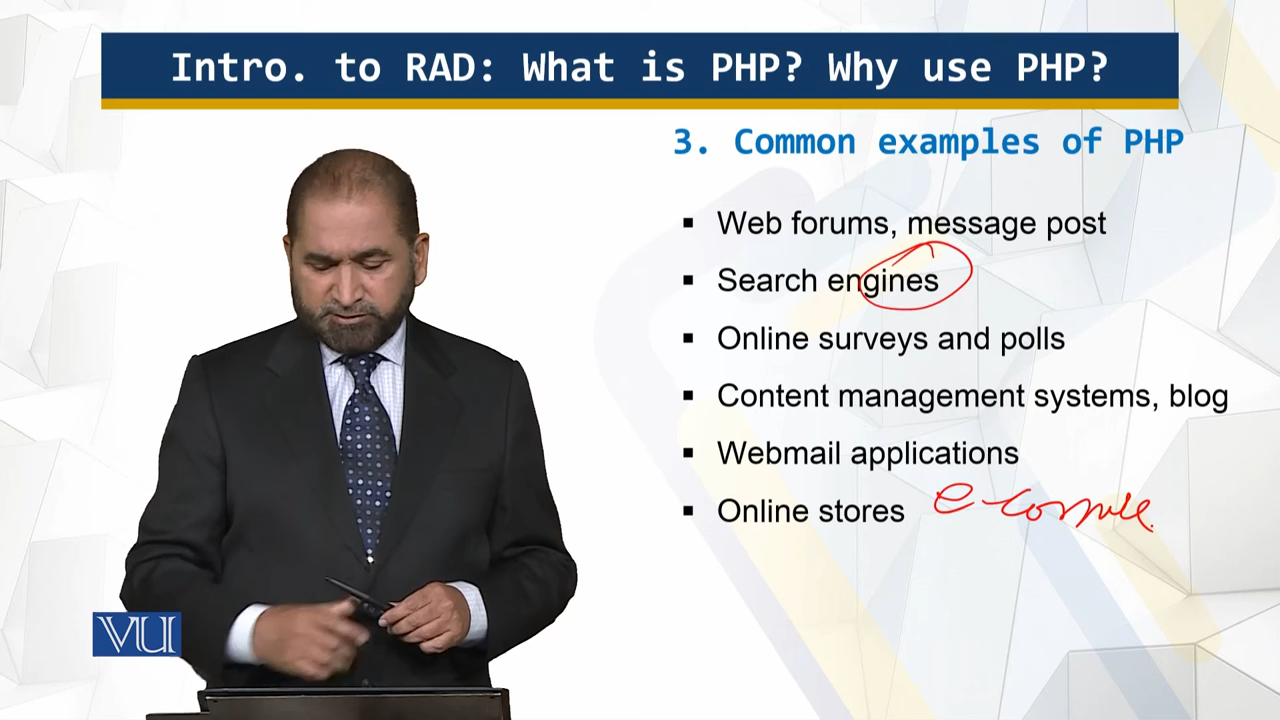 Intro. to RAD: What is PHP? Why use PHP?
3. Common examples of PHP
▪ Web forums, message post
▪ Search engines
▪ Online surveys and polls
▪ Content management systems, blog
▪ Webmail applications
▪ Online stores
VU